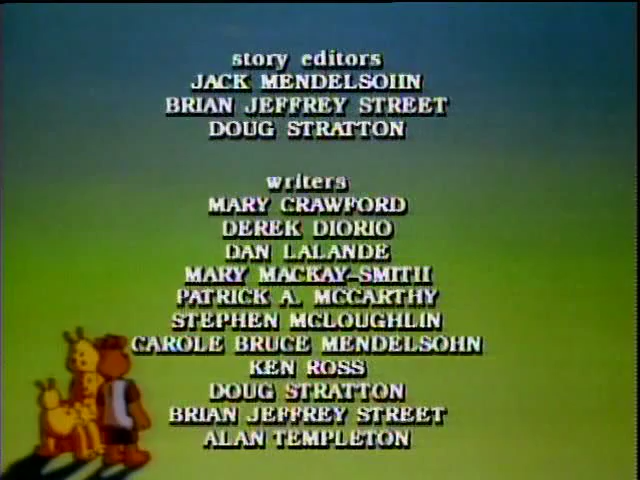 story editors
JACK MENDELSOHN
BRIAN JEFFREY STREET
DOUG STRATTON
writers
MARY CRAWFORD
DEREK DIORIO
DAN LALANDE
MARY MACKAY-SMITH
PATRICK A. MCCARTHY
STEPHEN MCLOUGHLIN
CAROLE BRUCE MENDELSOHN
KEN ROSS
DOUG STRATTON
BRIAN JEFFREY STREET
ALAN TEMPLETON